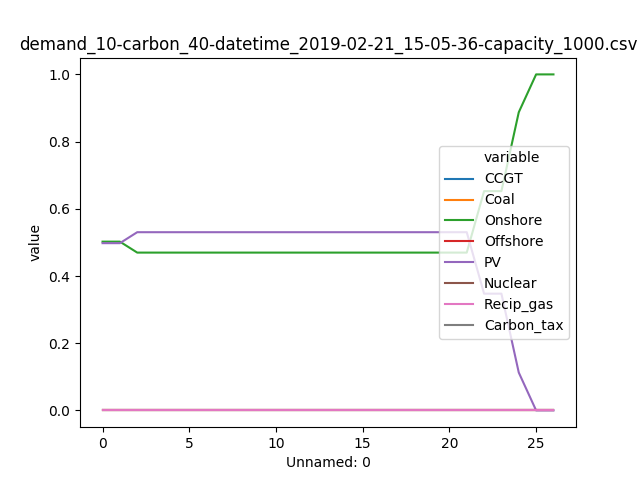 demand_10-carbon_40-datetime_2019-02-21_15-05-36-capacity_1000.csv
1.0
0.8
0.6
0.4
0.2
0.0
value
variable
CCGT
Coal
Onshore
Offshore
PV
Nuclear
Recip_gas
Carbon_tax
0
5
10
15
20
25
Unnamed: 0